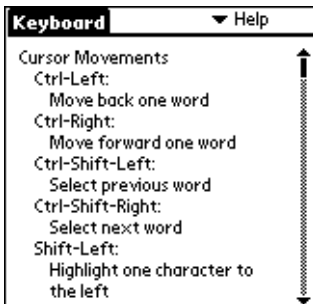 Keyboard
Help
Cursor Movements
Ctrl-Left:
Move back one word
Ctrl-Right:
Move forward one word
Ctrl-Shift-Left:
Select previous word
Ctrl-Shift-Right:
Select next word
Shift-Left:
Highlight one character to
the left